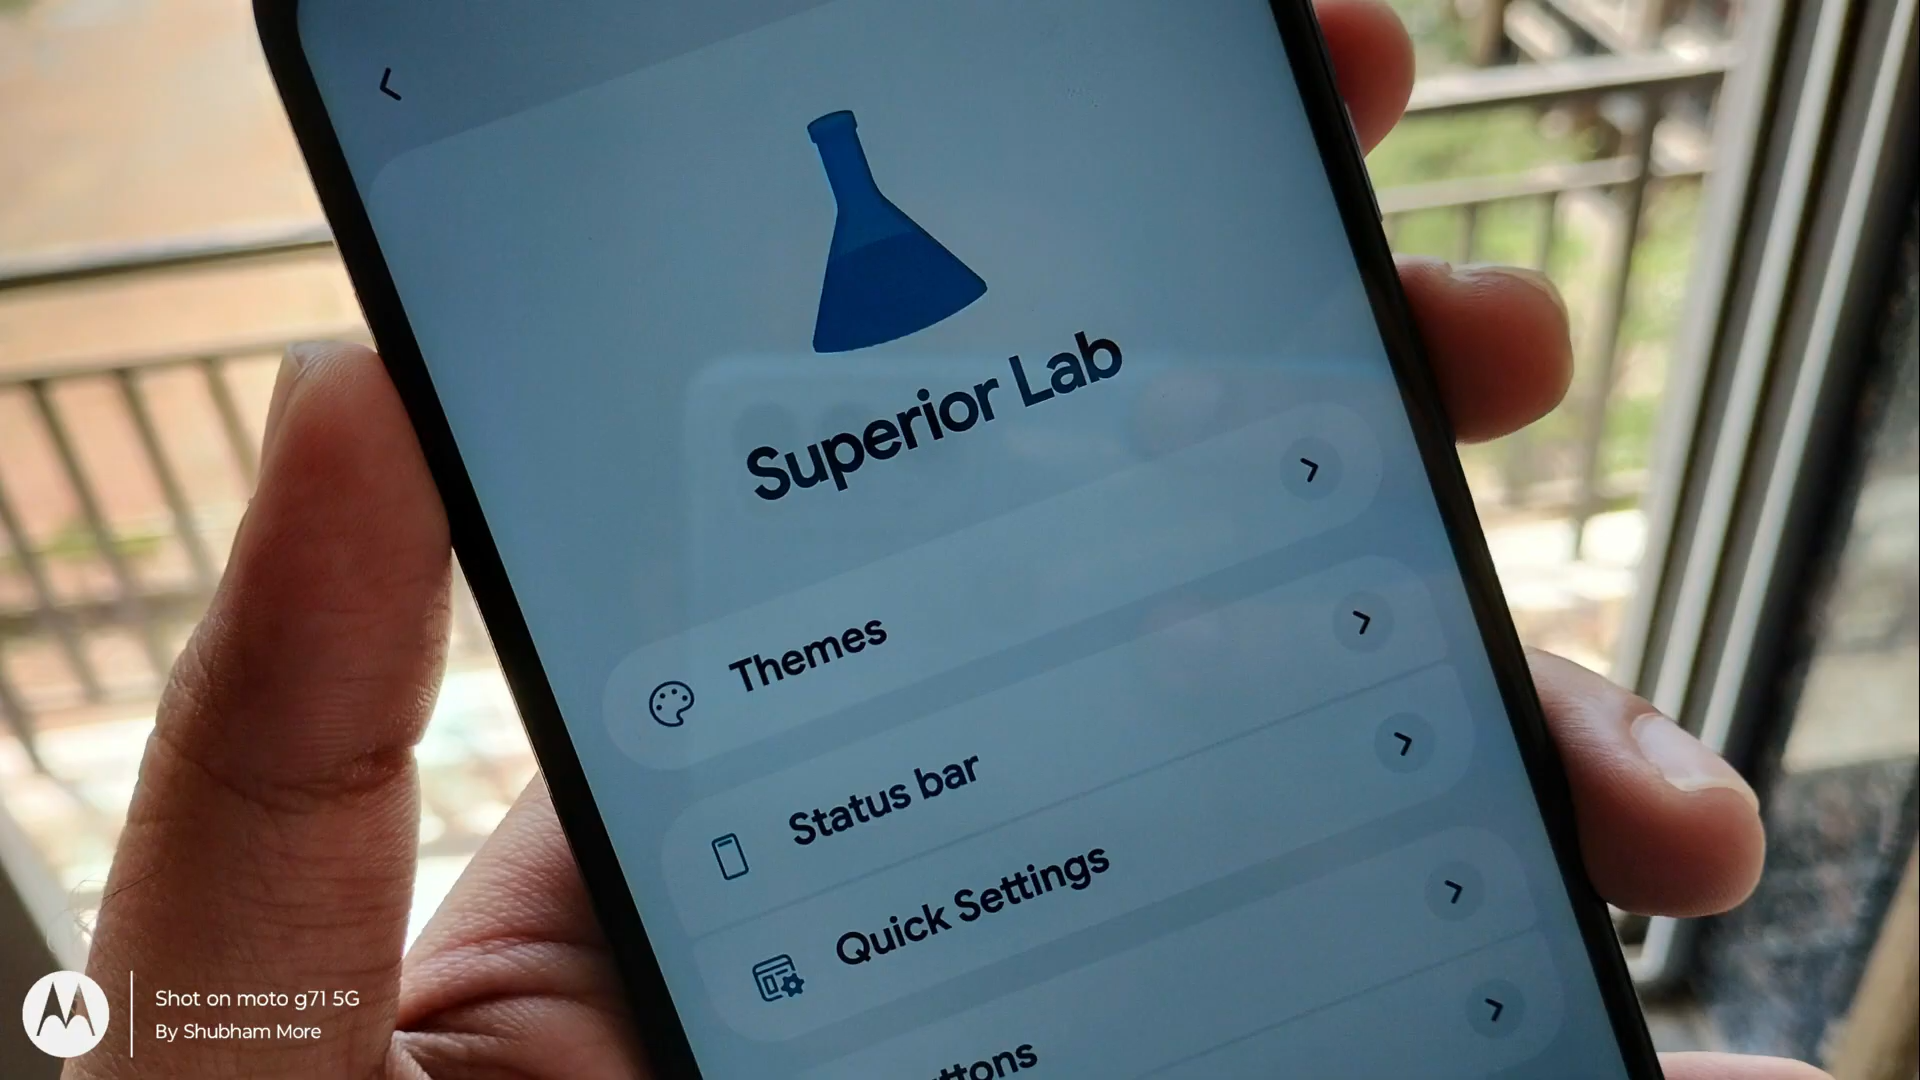 Superior Lab
Themes
Status bar
Quick Settings
Shot on moto g71 5G
By Shubham More